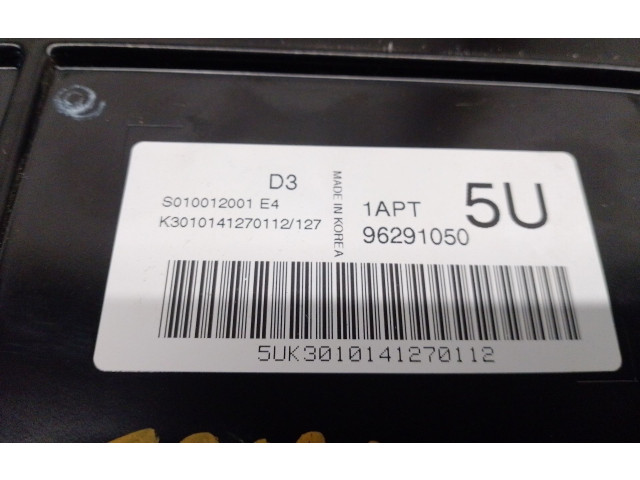 D3
S010012001 E4
K3010141270112/127
MADE IN KOREA
1APT 5U
96291050
5UK3010141270112